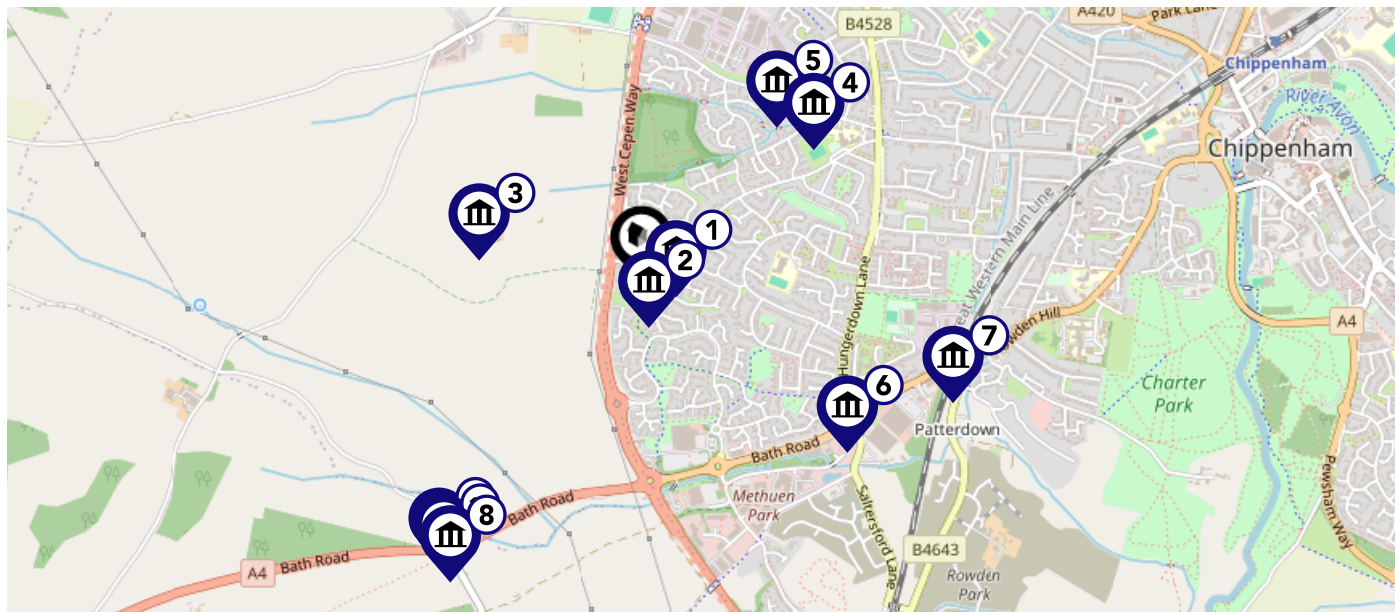 B4528
A420
Park Lane
Chippenham
River Avon
5
4
West Cepen Way
Chippenham
3
1
2
Great Western Main Line
Hungerdown Lane
Rowden Hill
A4
7
6
Charter
Park
Patterdown
Bath Road
Pewsham Way
Methuen
Park
8
Bath Road
Saltersford Lane
B4643
Bath Road
A4
Rowden
Park